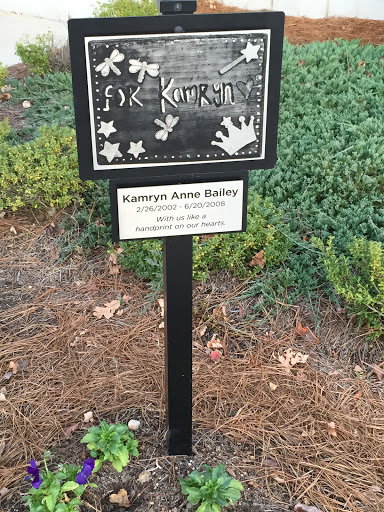 for Kamryn
Kamryn Anne Bailey
2/26/2002 - 6/20/2008
With us like a
handprint on our hearts.